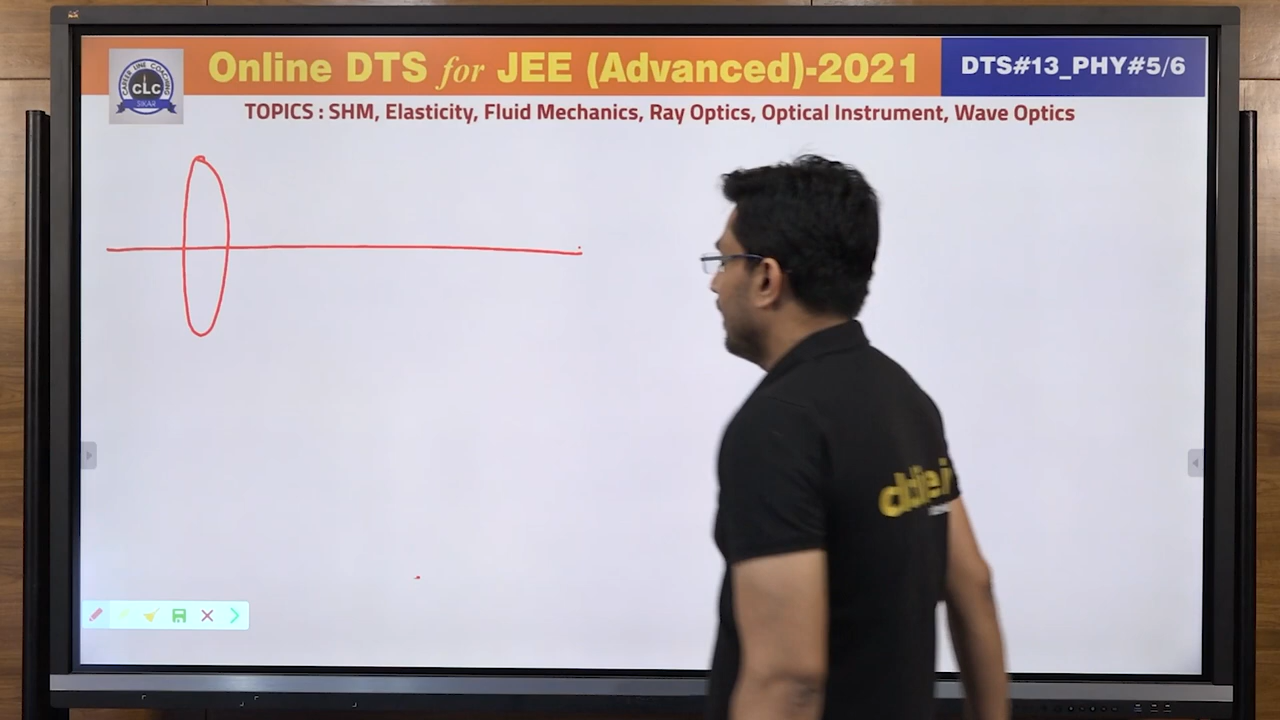 Online DTS for JEE (Advanced)-2021
DTS#13_PHY#5/6
CLC
SIKAR
TOPICS : SHM, Elasticity, Fluid Mechanics, Ray Optics, Optical Instrument, Wave Optics